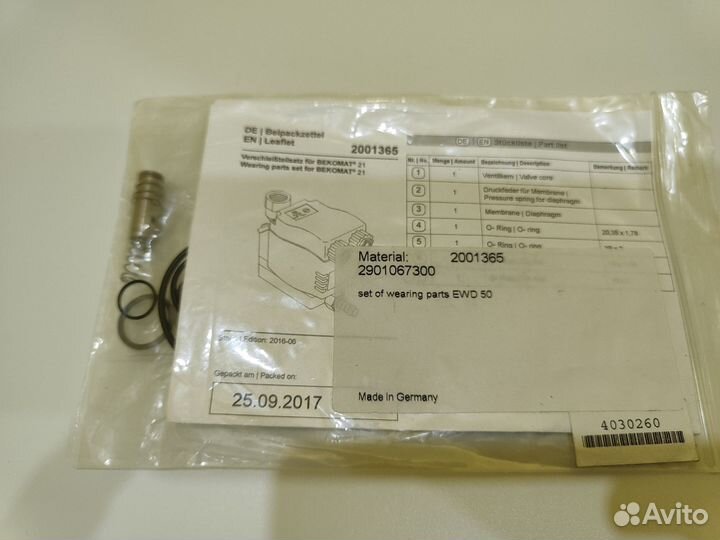 DE | Beipackzettel
EN | Leaflet
2001365
Verschleißteilsatz für BEKOMAT® 21
Wearing parts set for BEKOMAT® 21
DE | EN Stückliste | Part list
Nr. | No. Menge | Amount Bezeichnung | Description Bemerkung | Remark
1 1 Ventilkern | Valve core
2 1 Druckfeder für Membrane |
Pressure spring for diaphragm
3 1 Membrane | Diaphragm
4 1 O- Ring | O- ring 20,35 x 1,78
5 1 O- Ring | O- ring
Material: 2001365
2901067300
set of wearing parts EWD 50
Made in Germany
Edition: 2016-06
Gepackt am | Packed on:
25.09.2017
4030260
Avito